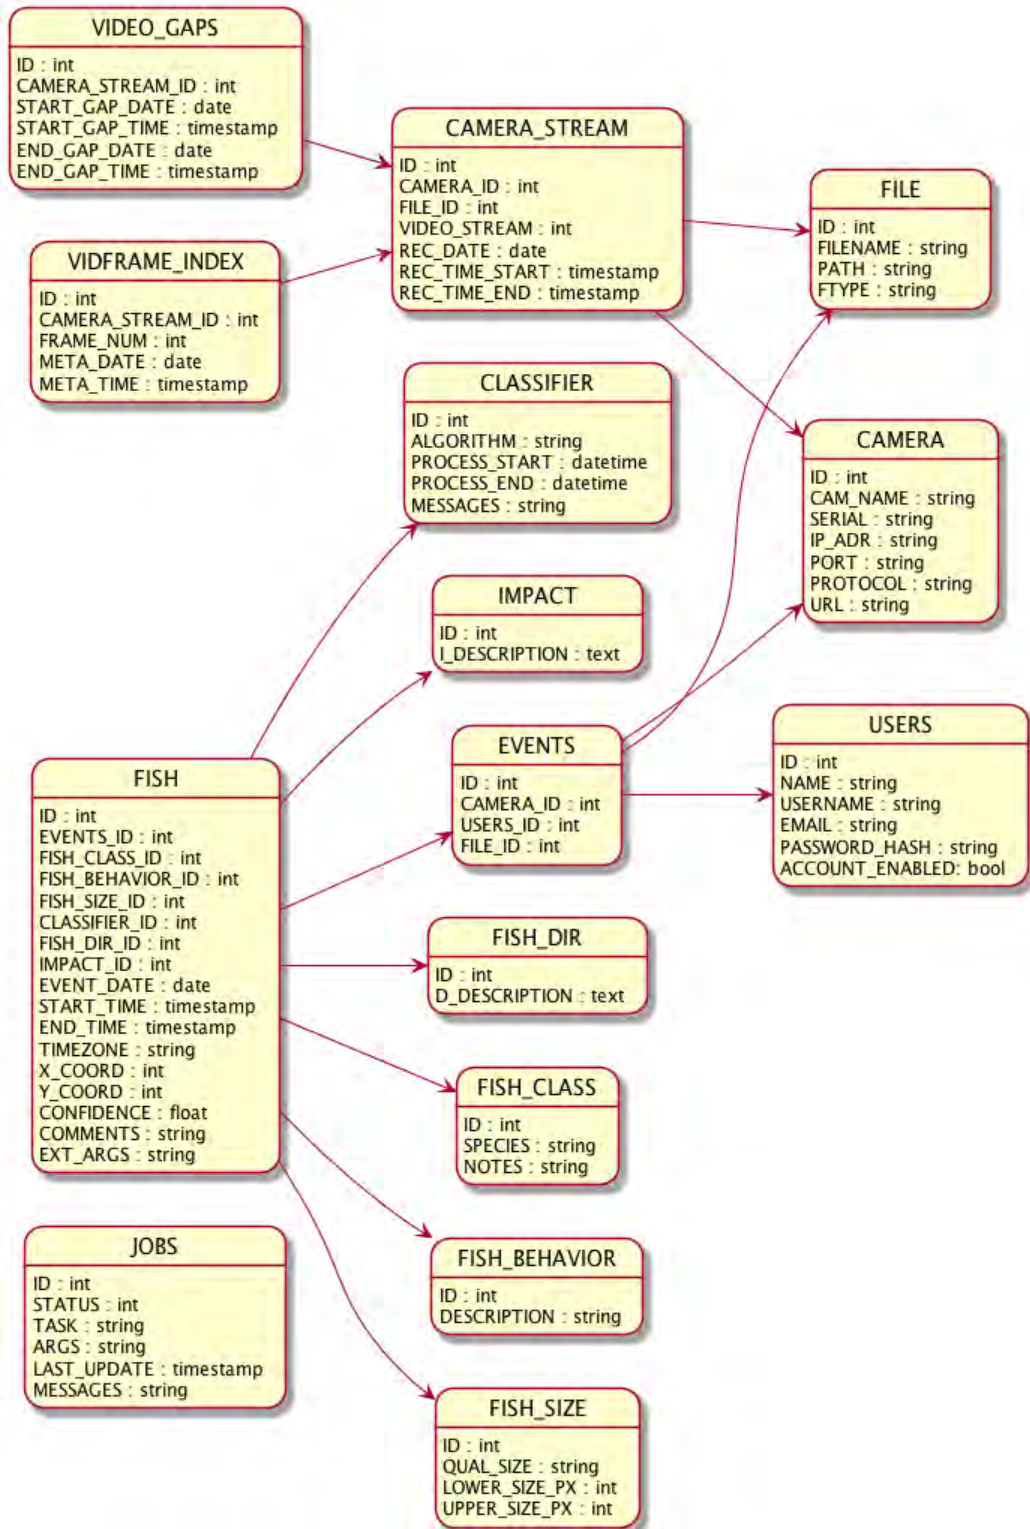 VIDEO_GAPS
ID : int
CAMERA_STREAM_ID : int
START_GAP_DATE : date
START_GAP_TIME : timestamp
END_GAP_DATE : date
END_GAP_TIME : timestamp
VIDFRAME_INDEX
ID : int
CAMERA_STREAM_ID : int
FRAME_NUM : int
META_DATE : date
META_TIME : timestamp
CAMERA_STREAM
ID : int
CAMERA_ID : int
FILE_ID : int
VIDEO_STREAM : int
REC_DATE : date
REC_TIME_START : timestamp
REC_TIME_END : timestamp
FILE
ID : int
FILENAME : string
PATH : string
FTYPE : string
CLASSIFIER
ID : int
ALGORITHM : string
PROCESS_START : datetime
PROCESS_END : datetime
MESSAGES : string
CAMERA
ID : int
CAM_NAME : string
SERIAL : string
IP_ADR : string
PORT : string
PROTOCOL : string
URL : string
IMPACT
ID : int
I_DESCRIPTION : text
EVENTS
ID : int
CAMERA_ID : int
USERS_ID : int
FILE_ID : int
USERS
ID : int
NAME : string
USERNAME : string
EMAIL : string
PASSWORD_HASH : string
ACCOUNT_ENABLED: bool
FISH
ID : int
EVENTS_ID : int
FISH_CLASS_ID : int
FISH_BEHAVIOR_ID : int
FISH_SIZE_ID : int
CLASSIFIER_ID : int
FISH_DIR_ID : int
IMPACT_ID : int
EVENT_DATE : date
START_TIME : timestamp
END_TIME : timestamp
TIMEZONE : string
X_COORD : int
Y_COORD : int
CONFIDENCE : float
COMMENTS : string
EXT_ARGS : string
FISH_DIR
ID : int
D_DESCRIPTION : text
FISH_CLASS
ID : int
SPECIES : string
NOTES : string
JOBS
ID : int
STATUS : int
TASK : string
ARGS : string
LAST_UPDATE : timestamp
MESSAGES : string
FISH_BEHAVIOR
ID : int
DESCRIPTION : string
FISH_SIZE
ID : int
QUAL_SIZE : string
LOWER_SIZE_PX : int
UPPER_SIZE_PX : int